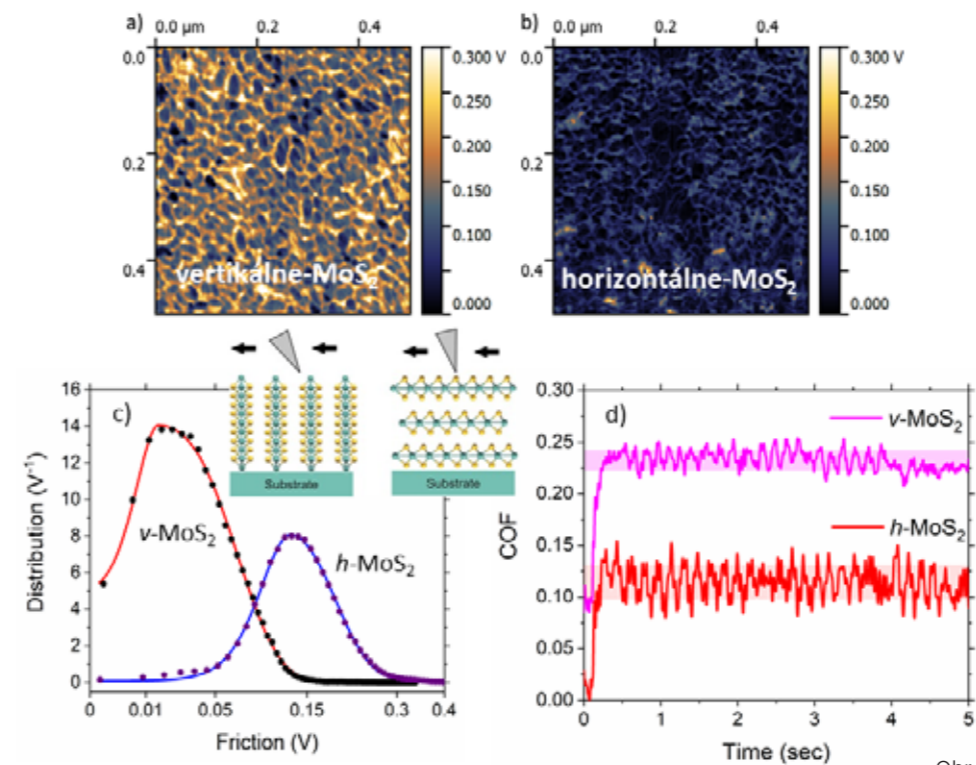 a) 0.0 µm 0.2 0.4
b) 0.0 µm 0.2 0.4
0.0
0.2
0.4
0.300 V
0.250
0.200
0.150
0.100
0.000
vertikálne-MoS₂
0.0
0.2
0.4
0.300 V
0.250
0.200
0.150
0.100
0.000
horizontálne-MoS₂
c)
16
14
12
10
8
6
4
2
0
Distribution (V⁻¹)
v-MoS₂
h-MoS₂
Substrate
Substrate
0 0.01 0.05 0.15 0.3 0.4
Friction (V)
d)
0.30
0.25
0.20
0.15
0.10
0.05
0.00
COF
v-MoS₂
h-MoS₂
0 1 2 3 4 5
Time (sec)